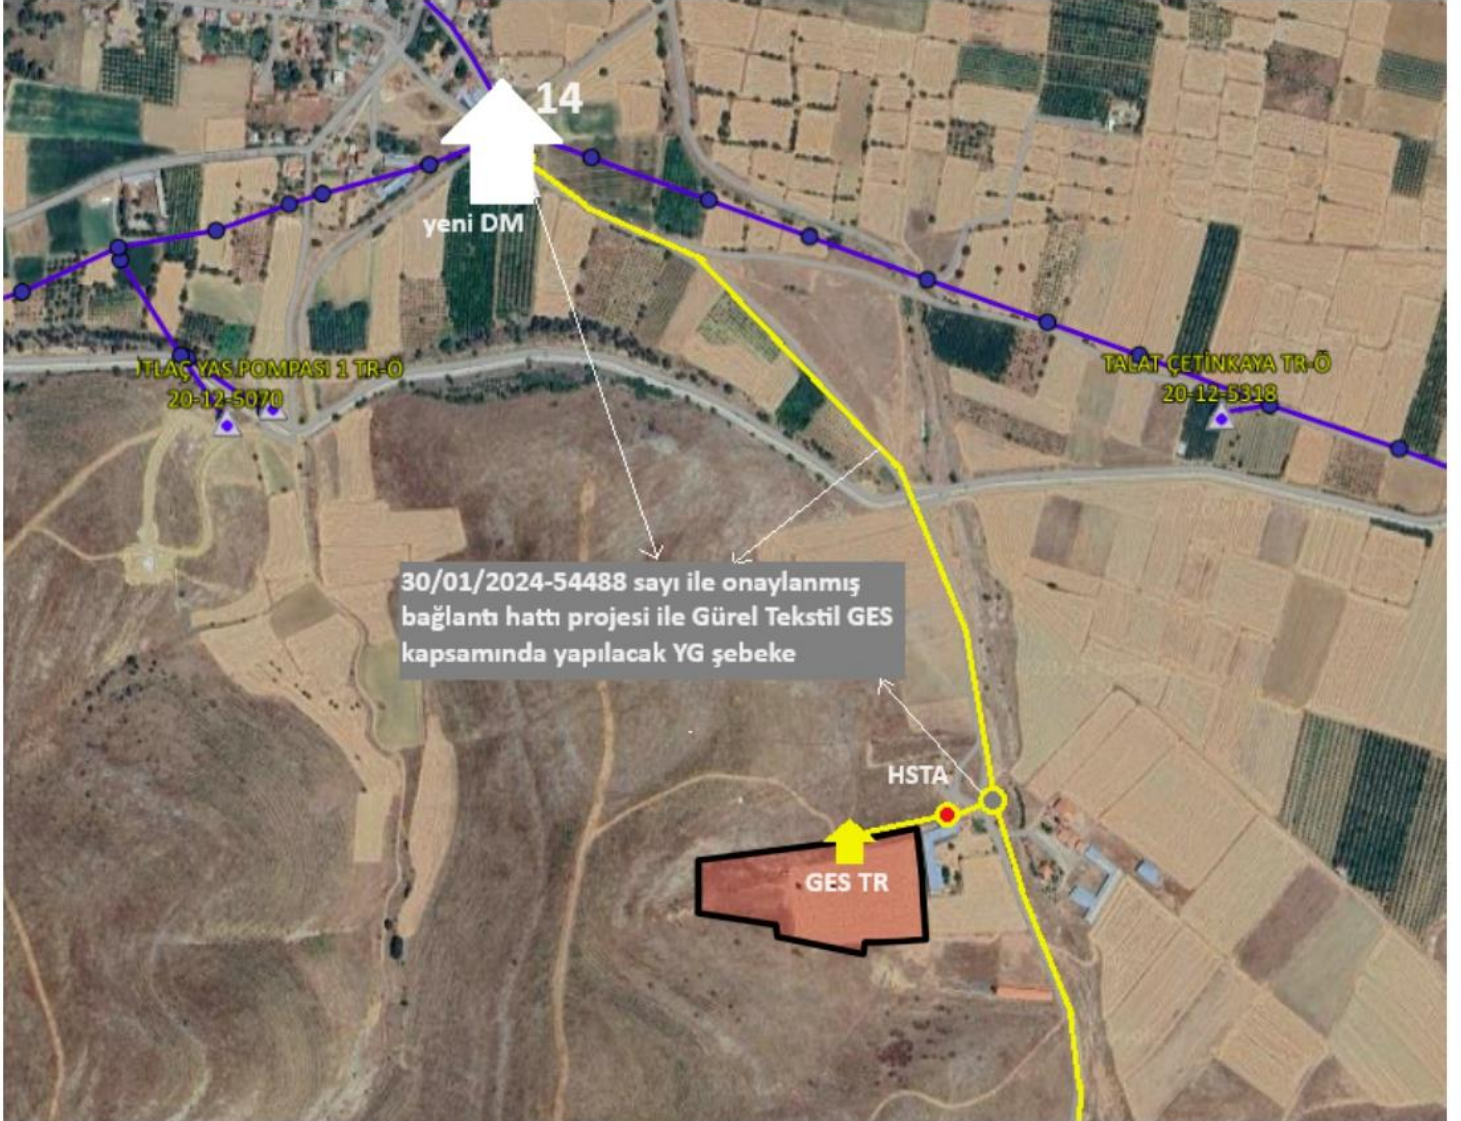 14
yeni DM
TLAÇ YAS POMPASI 1 TR-Ö
20-12-5070
TALAT ÇETİNKAYA TR-Ö
20-12-5318
30/01/2024-54488 sayı ile onaylanmış
bağlantı hattı projesi ile Gürel Tekstil GES
kapsamında yapılacak YG şebeke
HSTA
GES TR